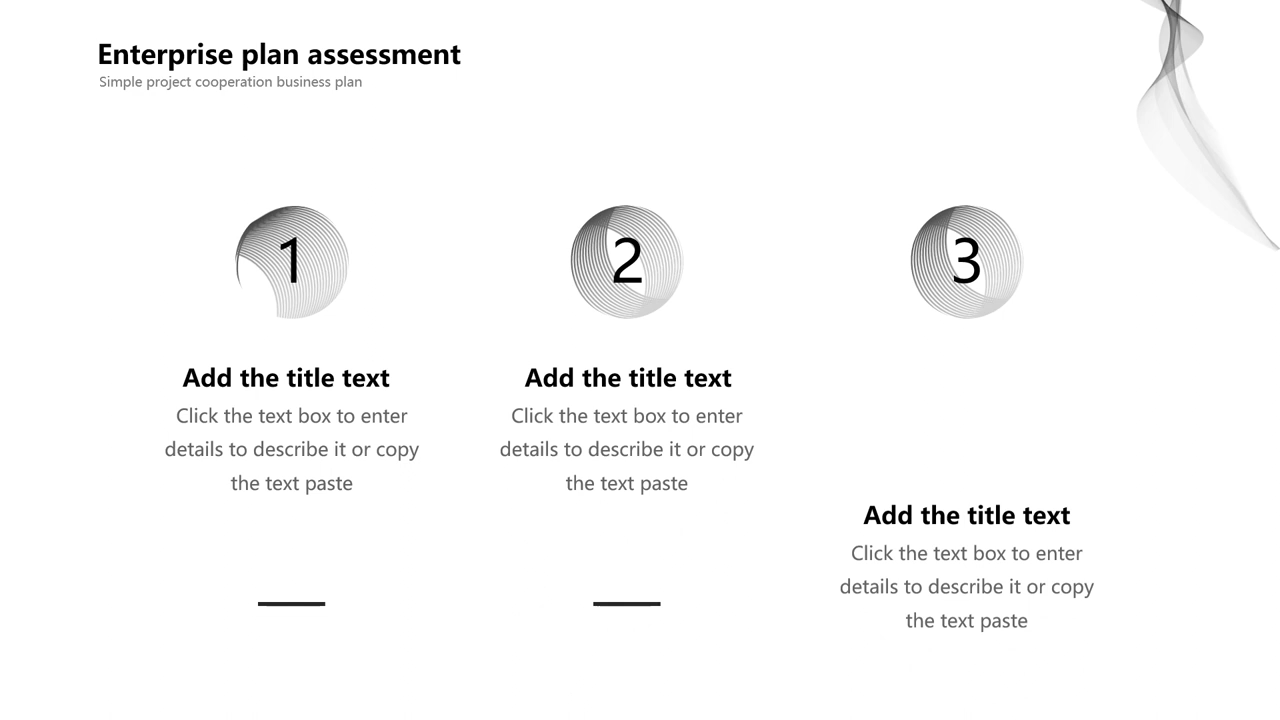 Enterprise plan assessment
Simple project cooperation business plan
1
Add the title text
Click the text box to enter
details to describe it or copy
the text paste
2
Add the title text
Click the text box to enter
details to describe it or copy
the text paste
3
Add the title text
Click the text box to enter
details to describe it or copy
the text paste